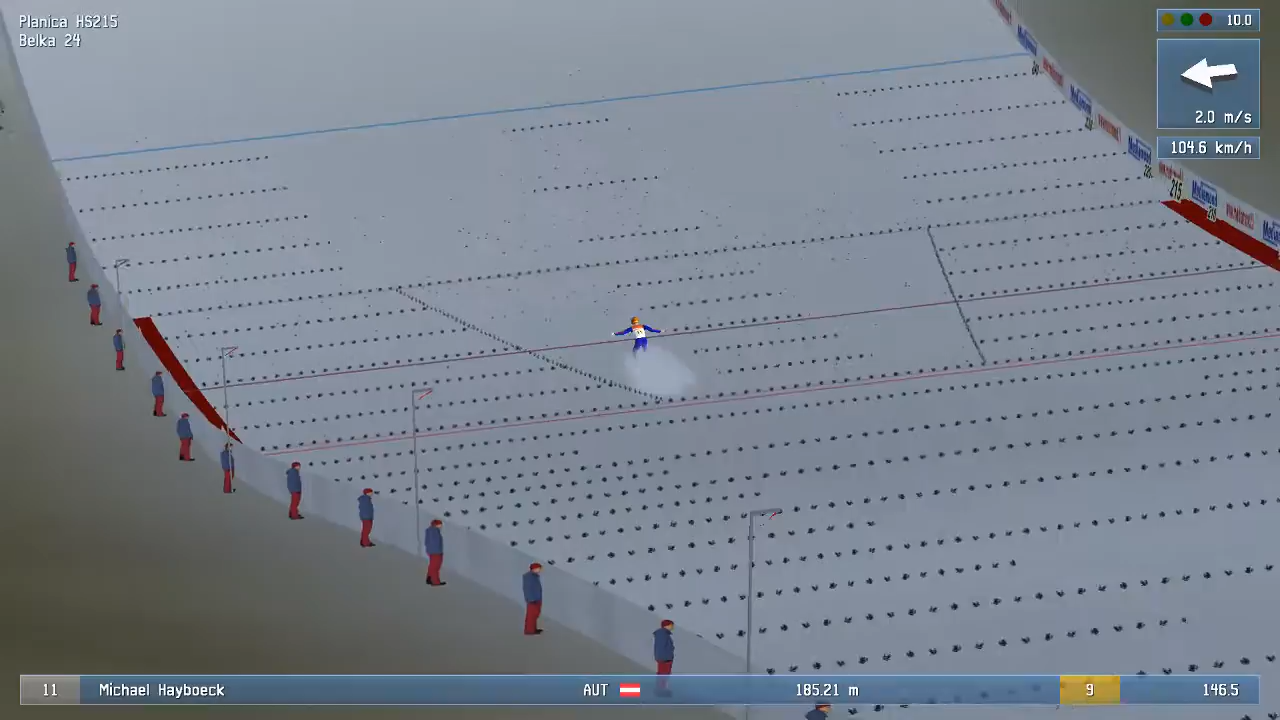 Planica HS215
Belka 24
10.0
2.0 m/s
104.6 km/h
215
11 Michael Hayboeck AUT 185.21 m 9 146.5